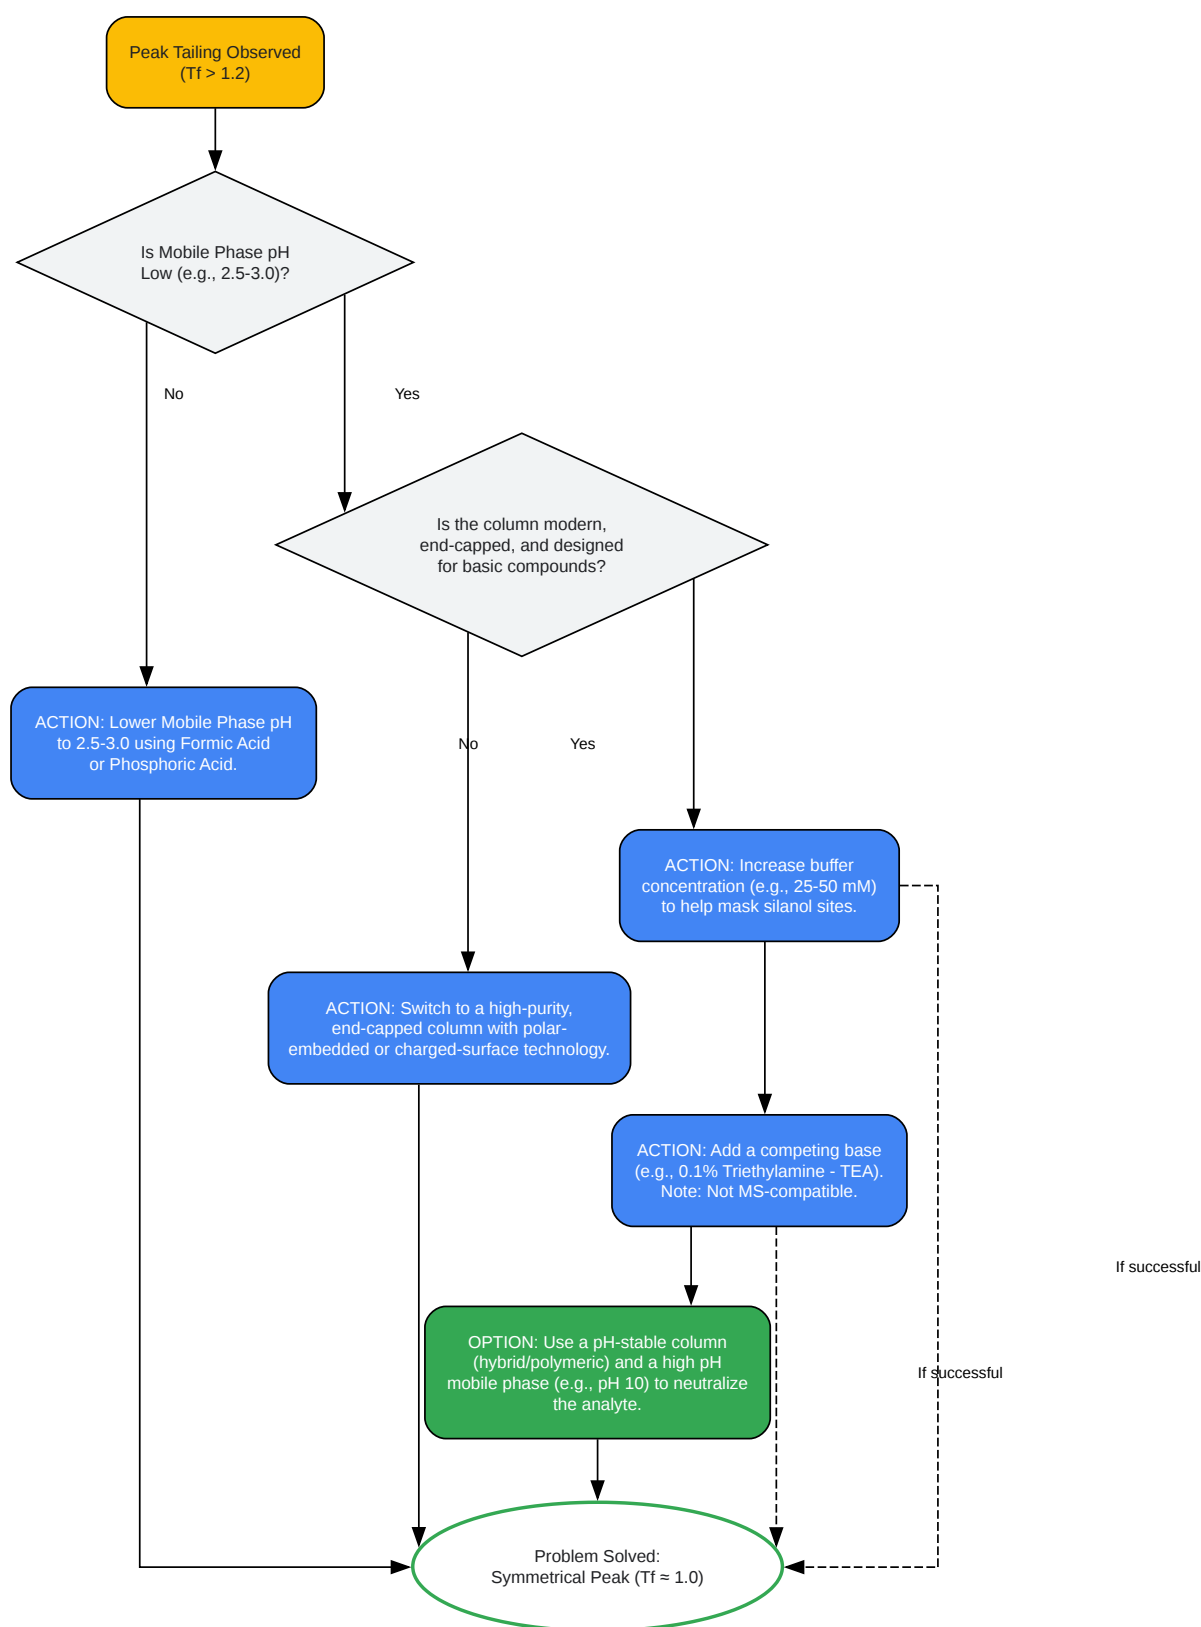 Peak Tailing Observed
(Tf > 1.2)
Is Mobile Phase pH
Low (e.g., 2.5-3.0)?
No
Yes
Is the column modern,
end-capped, and designed
for basic compounds?
ACTION: Lower Mobile Phase pH
to 2.5-3.0 using Formic Acid
or Phosphoric Acid.
No
Yes
ACTION: Increase buffer
concentration (e.g., 25-50 mM)
to help mask silanol sites.
ACTION: Switch to a high-purity,
end-capped column with polar-
embedded or charged-surface technology.
ACTION: Add a competing base
(e.g., 0.1% Triethylamine - TEA).
Note: Not MS-compatible.
If successful
OPTION: Use a pH-stable column
(hybrid/polymeric) and a high pH
mobile phase (e.g., pH 10) to neutralize
the analyte.
If successful
Problem Solved:
Symmetrical Peak (Tf ≈ 1.0)